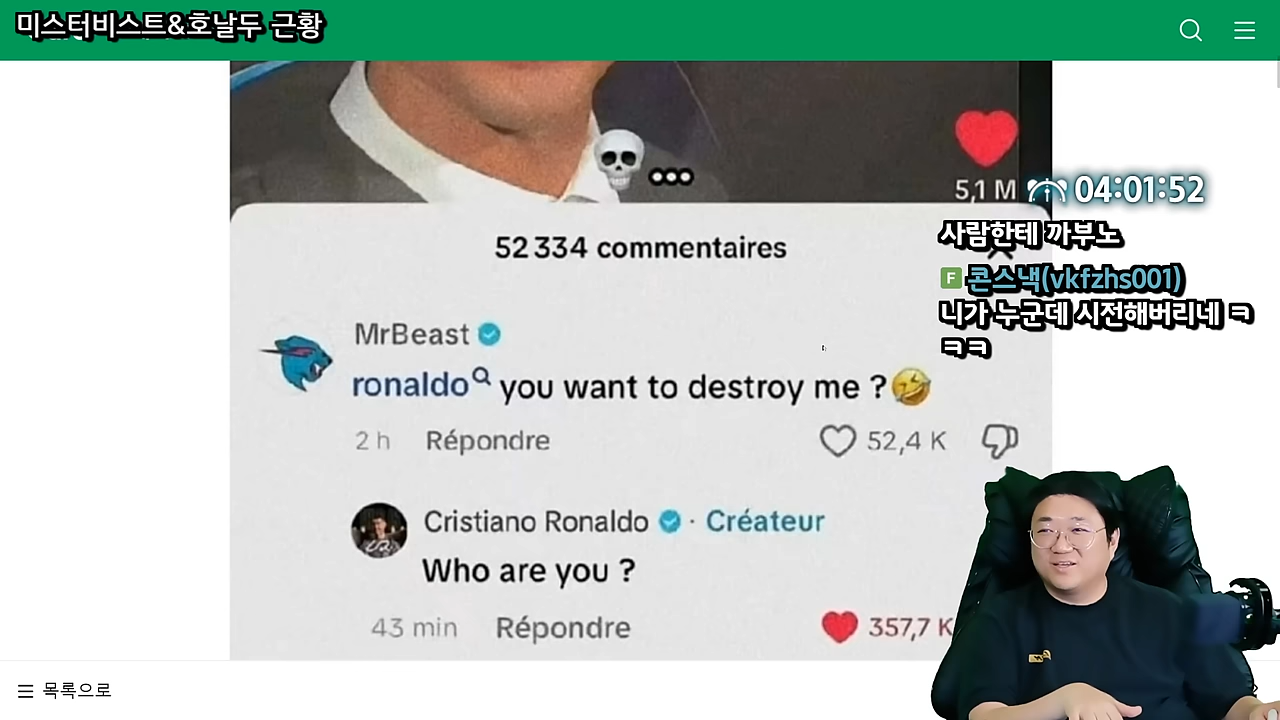 미스터비스트&호날두 근황
5,1 M
04:01:52
사람한테 까부노
52 334 commentaires
F 콘스낵(vkfzhs001)
니가 누군데 시전해버리네 ㅋ
ㅋㅋ
MrBeast
ronaldo you want to destroy me ?🤣
2 h Répondre 52,4 K
Cristiano Ronaldo · Créateur
Who are you ?
43 min Répondre 357,7 K
목록으로